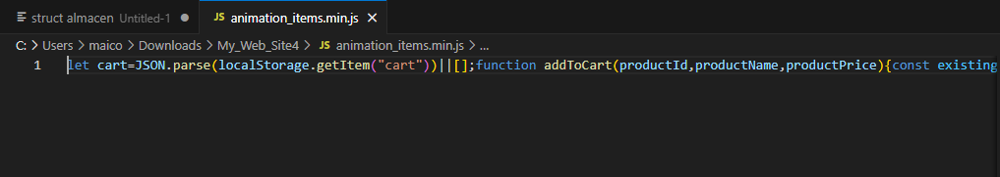 struct almacen Untitled-1
JS animation_items.min.js
C: > Users > maico > Downloads > My_Web_Site4 > JS animation_items.min.js > ...
1 let cart=JSON.parse(localStorage.getItem("cart"))||[];function addToCart(productId,productName,productPrice){const existing